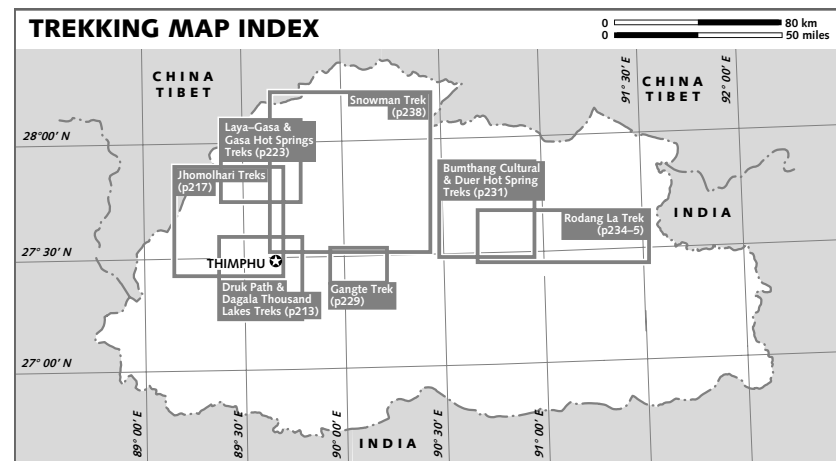 TREKKING MAP INDEX
0 80 km
0 50 miles
CHINA
TIBET
91° 30' E
CHINA
TIBET
92° 00' E
Snowman Trek
(p238)
28° 00' N
Laya–Gasa &
Gasa Hot Springs
Treks (p223)
Jhomolhari Treks
(p217)
Bumthang Cultural
& Duer Hot Spring
Treks (p231)
Rodang La Trek
(p234–5)
INDIA
27° 30' N
THIMPHU
Druk Path &
Dagala Thousand
Lakes Treks (p213)
Gangte Trek
(p229)
27° 00' N
89° 00' E
89° 30' E
90° 00' E
90° 30' E
91° 00' E
INDIA